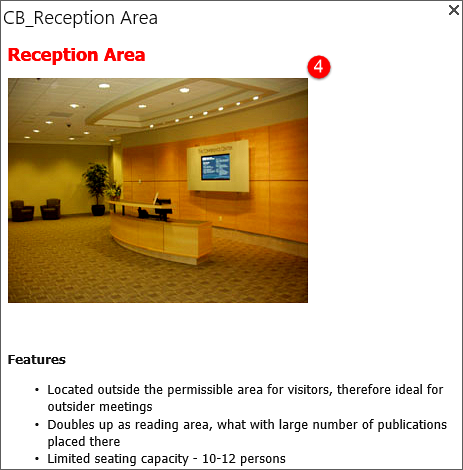 CB_Reception Area
Reception Area
4
Features
• Located outside the permissible area for visitors, therefore ideal for
outsider meetings
• Doubles up as reading area, what with large number of publications
placed there
• Limited seating capacity - 10-12 persons